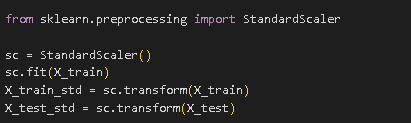 from sklearn.preprocessing import StandardScaler
sc = StandardScaler()
sc.fit(X_train)
X_train_std = sc.transform(X_train)
X_test_std = sc.transform(X_test)